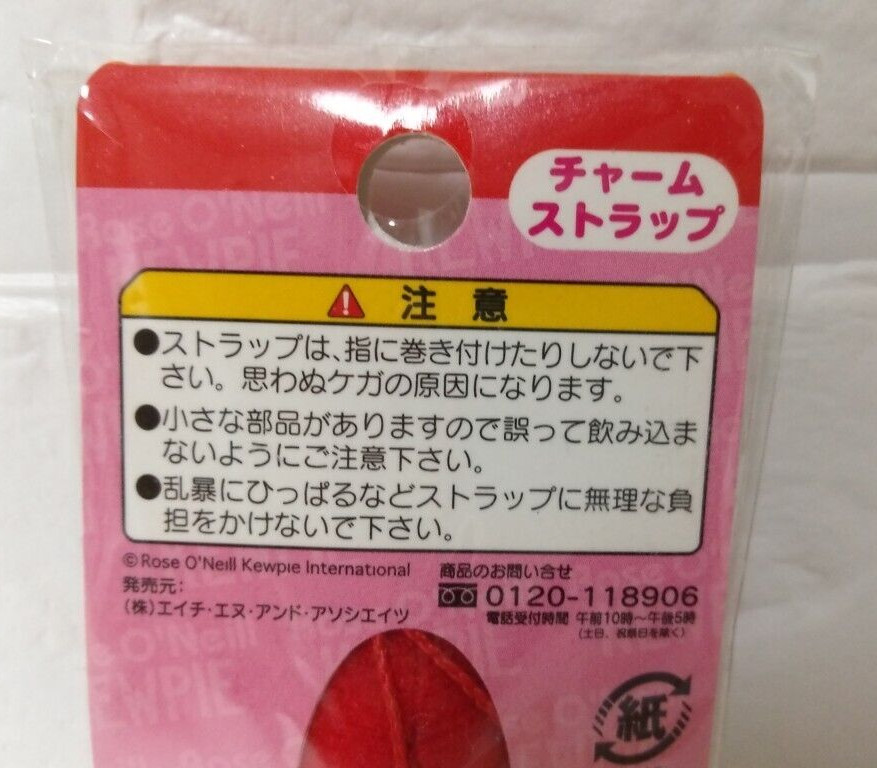 チャーム
ストラップ
Rose O'Neill
KEWPIE
注意
●ストラップは、指に巻き付けたりしないで下
さい。思わぬケガの原因になります。
●小さな部品がありますので誤って飲み込ま
ないようにご注意下さい。
●乱暴にひっぱるなどストラップに無理な負
担をかけないで下さい。
©Rose O'Neill Kewpie International
発売元:
(株)エイチ・エヌ・アンド・アソシエイツ
商品のお問い合せ
0120-118906
電話受付時間 午前10時〜午後5時
(土日、祝祭日を除く)
紙